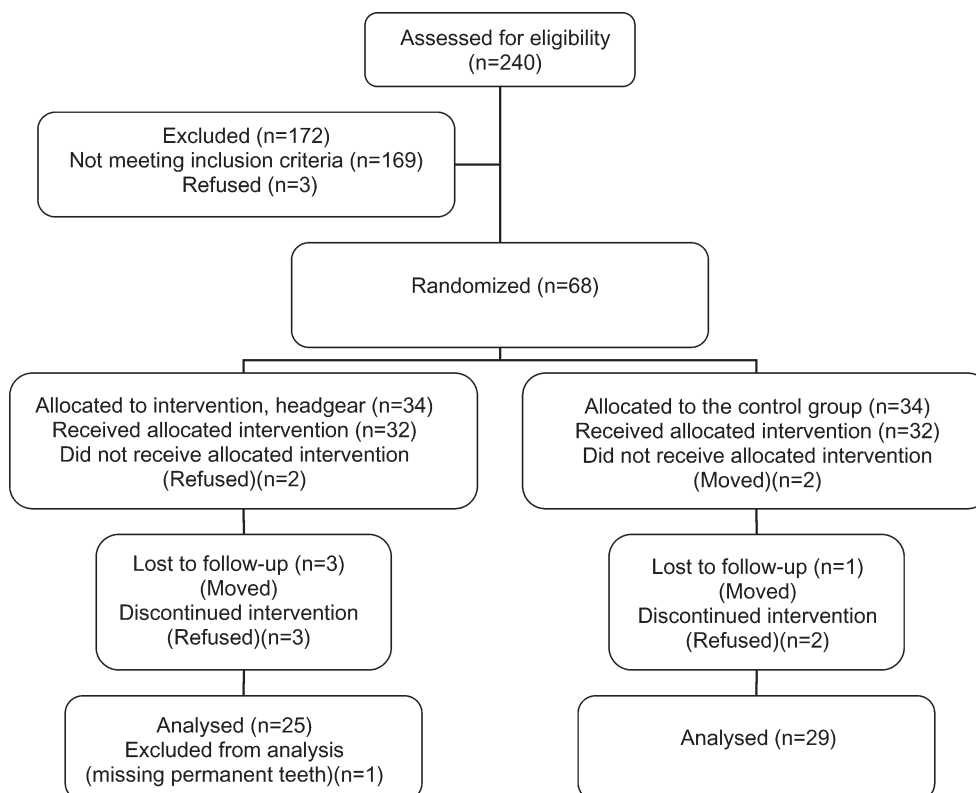 Assessed for eligibility
(n=240)
Excluded (n=172)
Not meeting inclusion criteria (n=169)
Refused (n=3)
Randomized (n=68)
Allocated to intervention, headgear (n=34)
Received allocated intervention (n=32)
Did not receive allocated intervention
(Refused)(n=2)
Allocated to the control group (n=34)
Received allocated intervention (n=32)
Did not receive allocated intervention
(Moved)(n=2)
Lost to follow-up (n=3)
(Moved)
Discontinued intervention
(Refused)(n=3)
Lost to follow-up (n=1)
(Moved)
Discontinued intervention
(Refused)(n=2)
Analysed (n=25)
Excluded from analysis
(missing permanent teeth)(n=1)
Analysed (n=29)